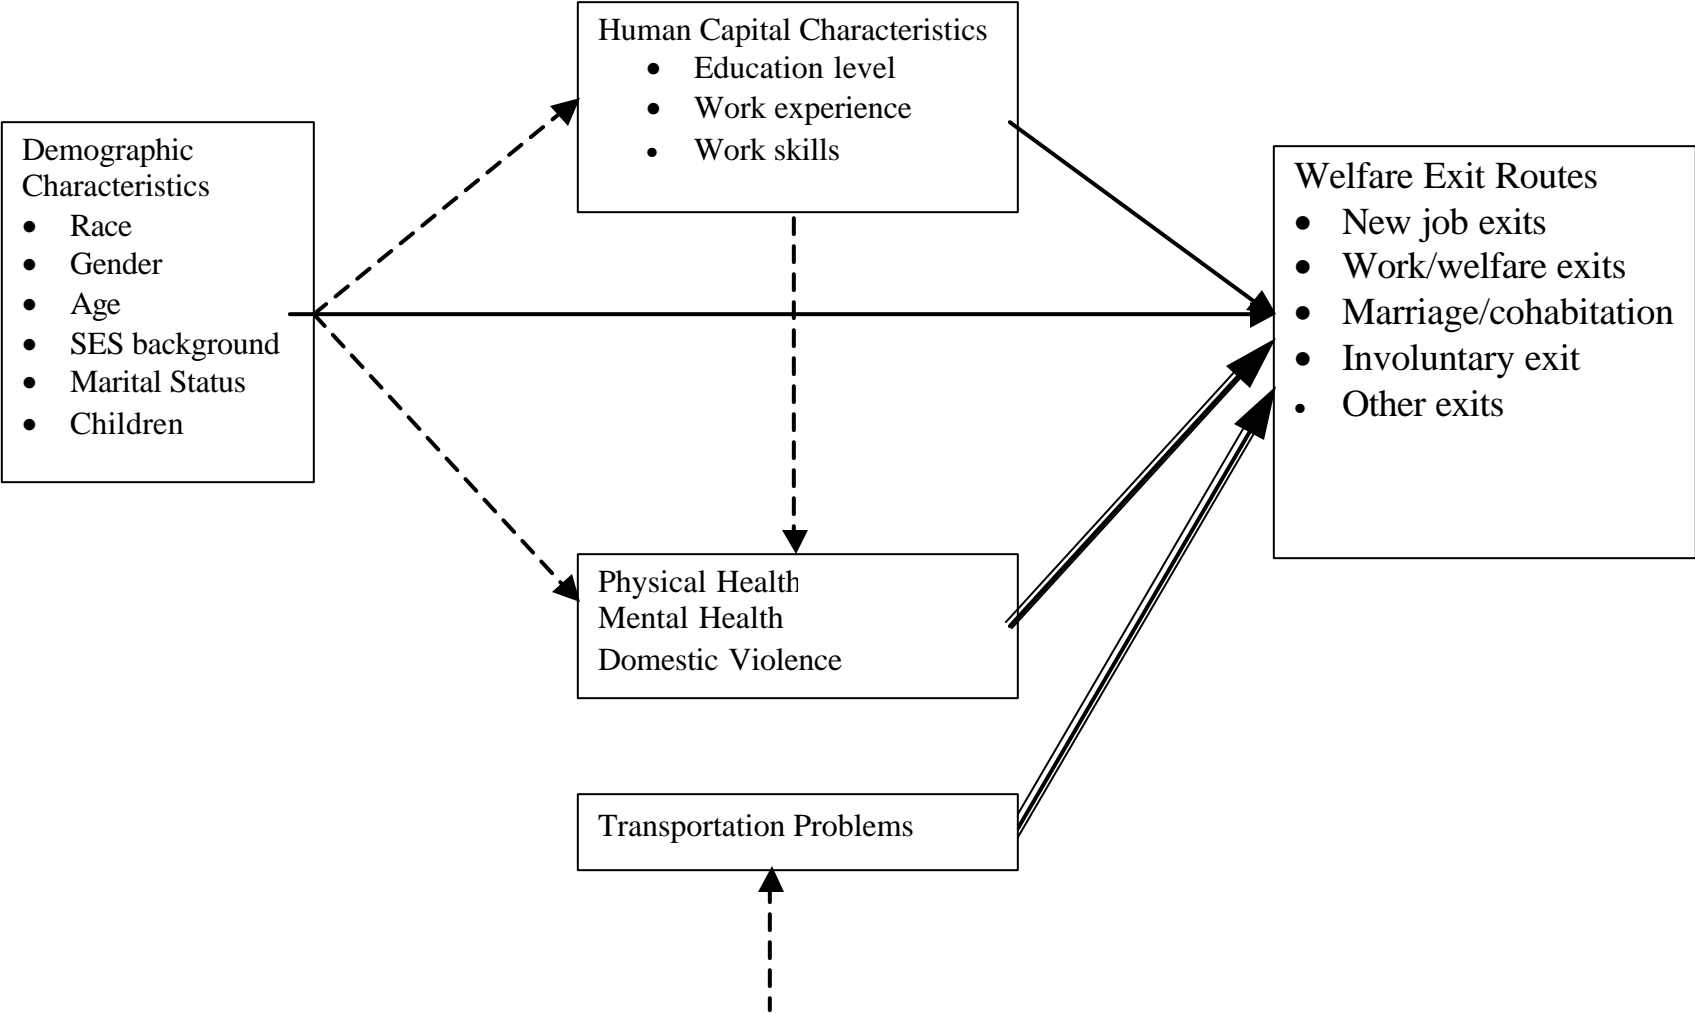 Human Capital Characteristics
• Education level
• Work experience
• Work skills
Demographic
Characteristics
• Race
• Gender
• Age
• SES background
• Marital Status
• Children
Welfare Exit Routes
• New job exits
• Work/welfare exits
• Marriage/cohabitation
• Involuntary exit
• Other exits
Physical Health
Mental Health
Domestic Violence
Transportation Problems